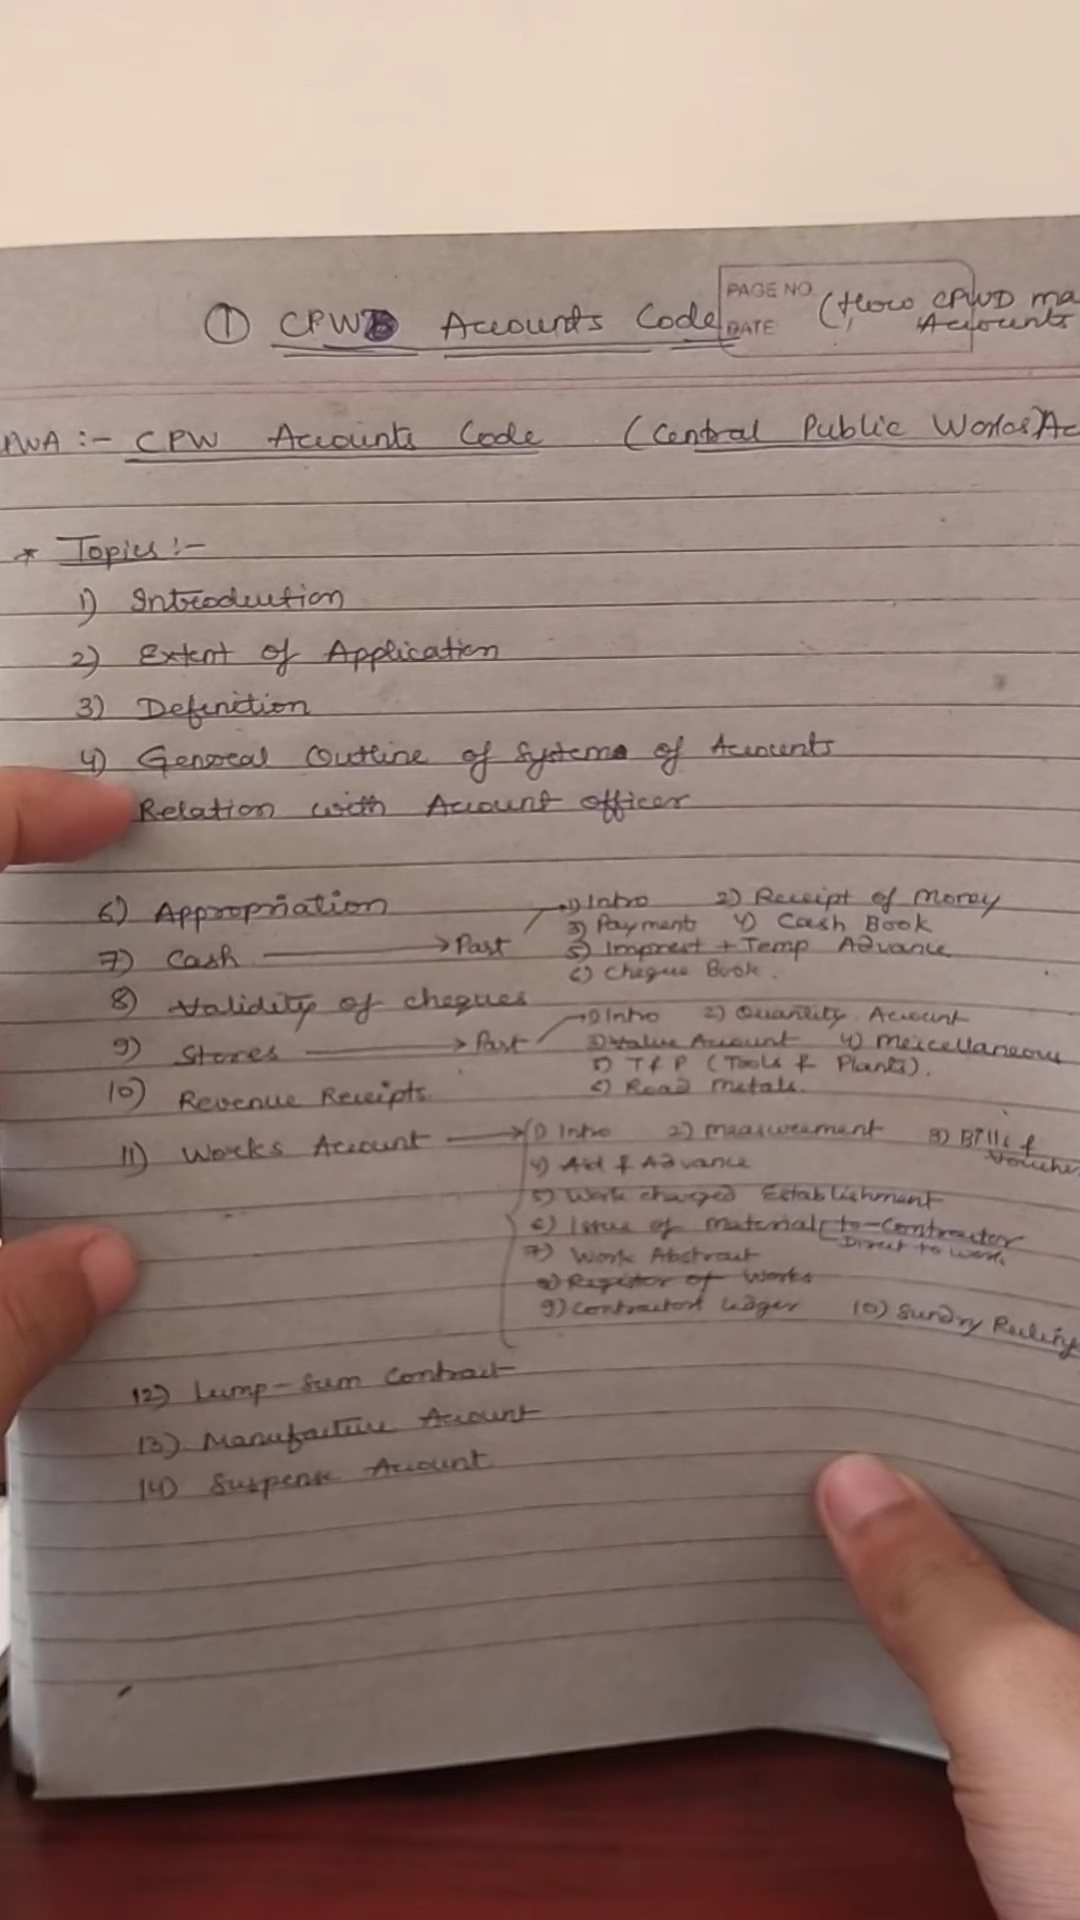 ① CPWD Accounts Code
PAGE NO.
DATE
(How CPWD ma
Accounts
PWA :- CPW Accounts Code (Central Public Works Ac
* Topics :-
1) Introduction
2) Extent of Application
3) Definition
4) General Outline of Systems of Accounts
Relation with Account officer
6) Appropriation
7) Cash → Part → 1) Intro 2) Receipt of Money
3) Payment 4) Cash Book
5) Imprest + Temp Advance
6) Cheque Book.
8) Validity of cheques
9) Stores → Part → 1) Intro 2) Quantity Account
3) Value Account 4) Meiscellaneous
5) T & P (Tools & Plants).
6) Road Metals.
10) Revenue Receipts
11) Works Account → 1) Intro 2) Measurement 3) Bills &
Voucher
4) Aid & Advance
5) Work charged Establishment
6) Issue of Material to-Contractor
Direct to work.
7) Work Abstract
8) Register of Works
9) Contractor Ledger 10) Sundry Ruling
12) Lump-Sum Contract
13) Manufacture Account
14) Suspense Account